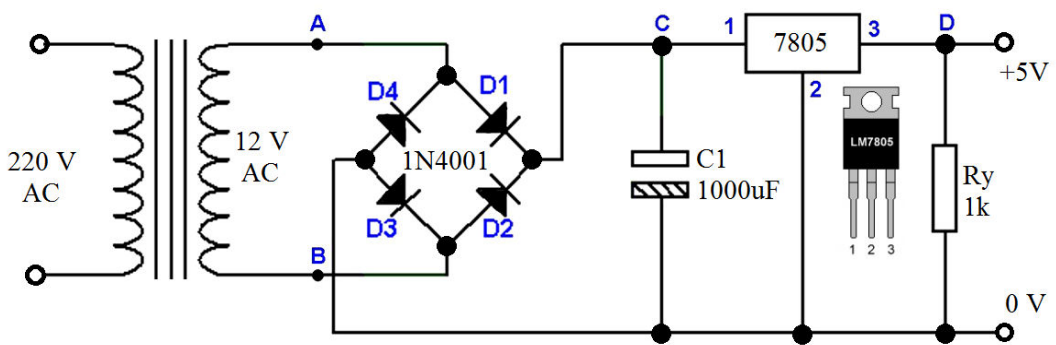 A
C
1
7805
3
D
+5V
D4
D1
2
220 V
AC
12 V
AC
1N4001
C1
1000uF
LM7805
Ry
1k
D3
D2
B
1 2 3
0 V